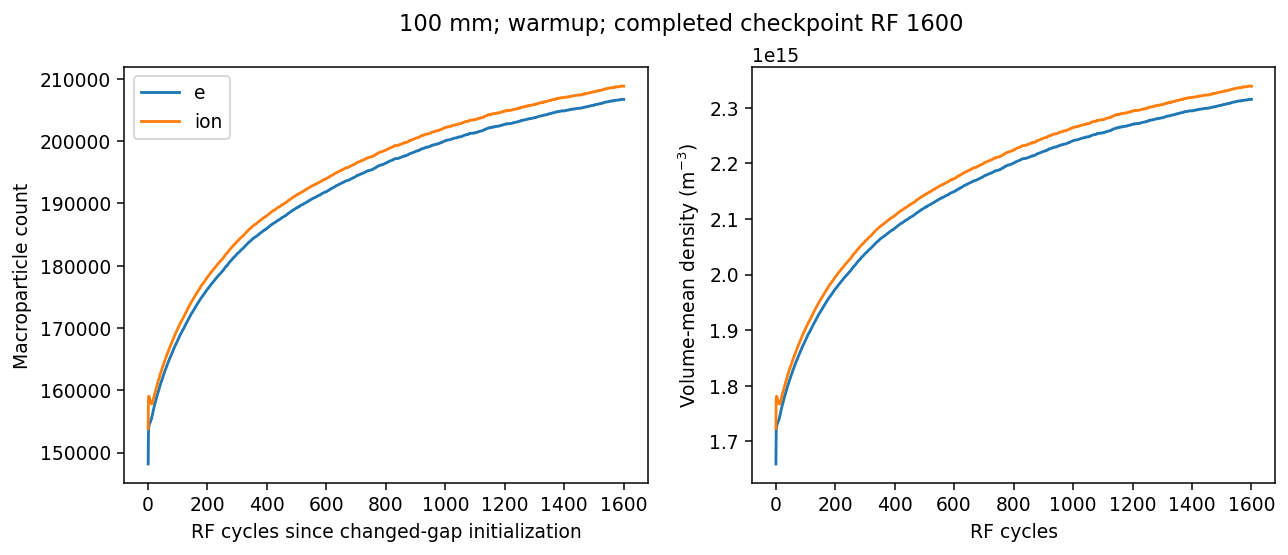 100 mm; warmup; completed checkpoint RF 1600
1e15
210000
200000
190000
180000
170000
160000
150000
Macroparticle count
e
ion
0 200 400 600 800 1000 1200 1400 1600
RF cycles since changed-gap initialization
2.3
2.2
2.1
2.0
1.9
1.8
1.7
Volume-mean density (m⁻³)
0 200 400 600 800 1000 1200 1400 1600
RF cycles